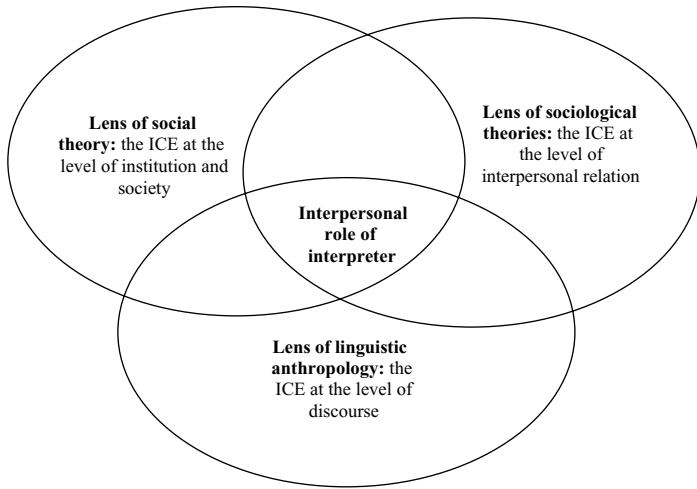 Lens of social
theory: the ICE at the
level of institution and
society
Lens of sociological
theories: the ICE at
the level of
interpersonal relation
Interpersonal
role of
interpreter
Lens of linguistic
anthropology: the
ICE at the level of
discourse